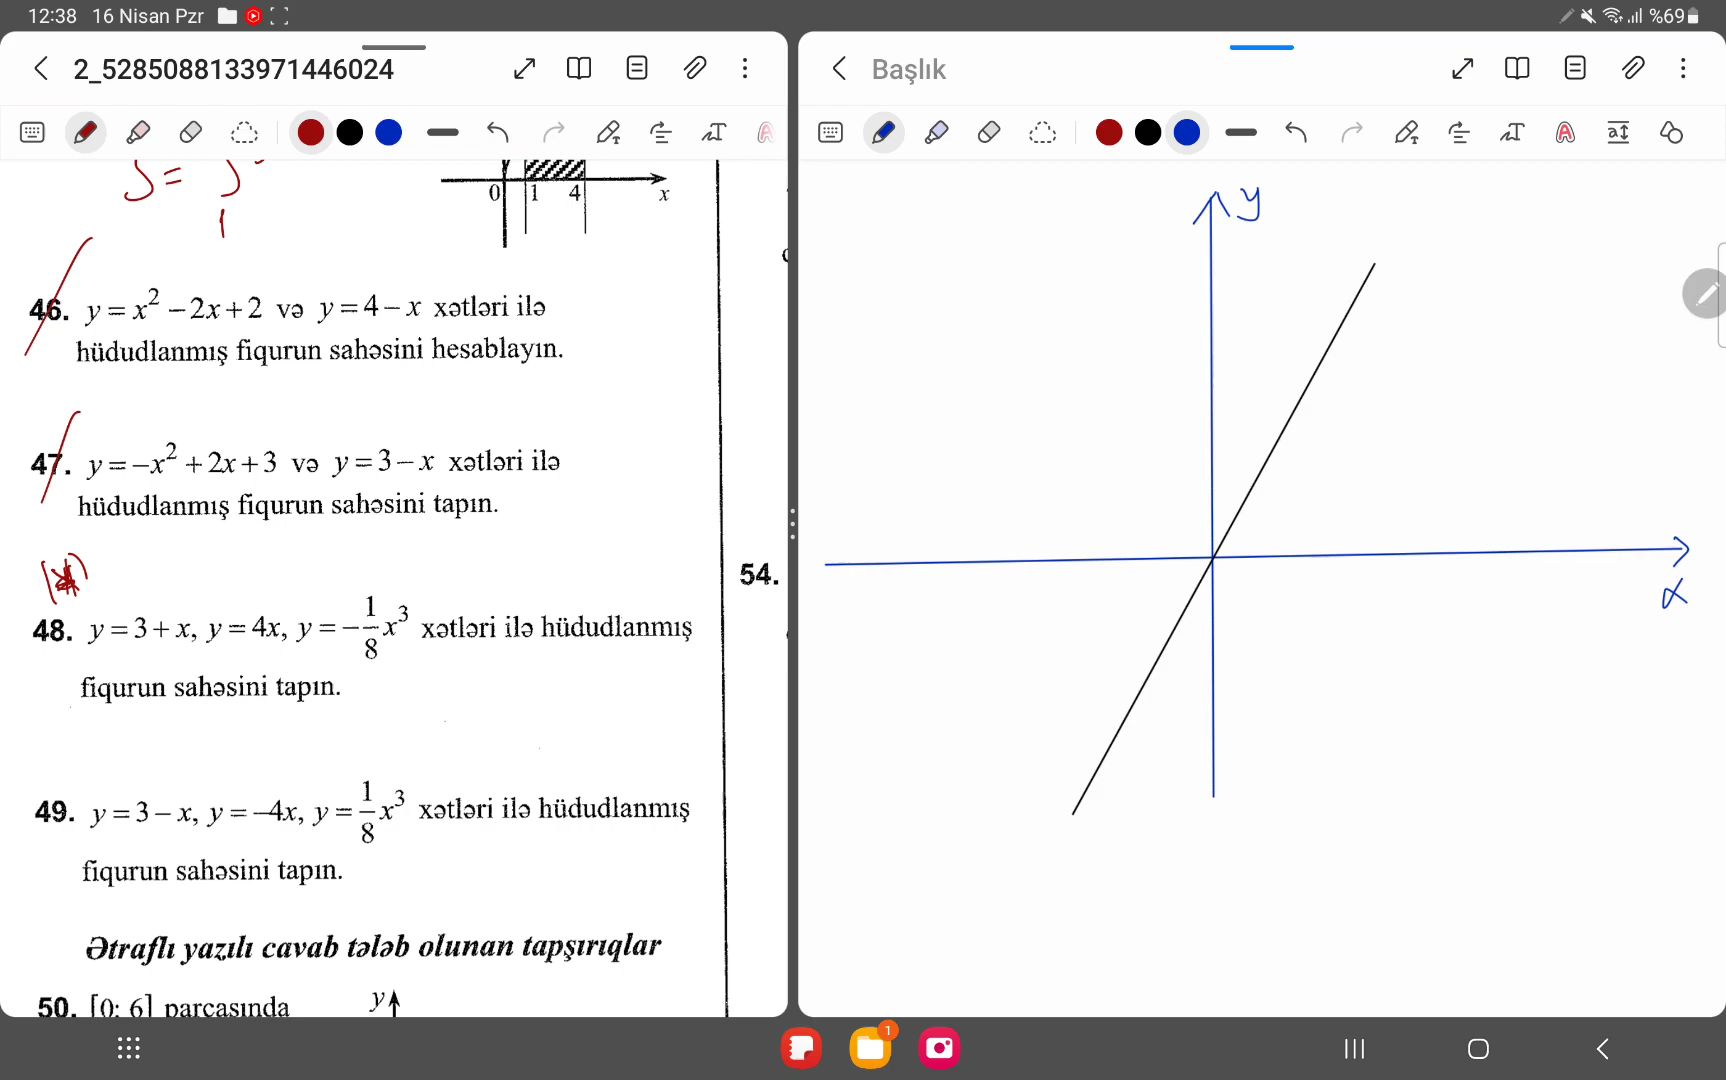 12:38 16 Nisan Pzr %69
2_5285088133971446024
S = ∫
1
0 1 4 x
46. y = x² − 2x + 2 və y = 4 − x xətləri ilə
hüdudlanmış fiqurun sahəsini hesablayın.
47. y = −x² + 2x + 3 və y = 3 − x xətləri ilə
hüdudlanmış fiqurun sahəsini tapın.
48. y = 3 + x, y = 4x, y = −1/8 x³ xətləri ilə hüdudlanmış
fiqurun sahəsini tapın.
49. y = 3 − x, y = −4x, y = 1/8 x³ xətləri ilə hüdudlanmış
fiqurun sahəsini tapın.
Ətraflı yazılı cavab tələb olunan tapşırıqlar
50. [0; 6] parçasında y
54.
Başlık
y
x
1